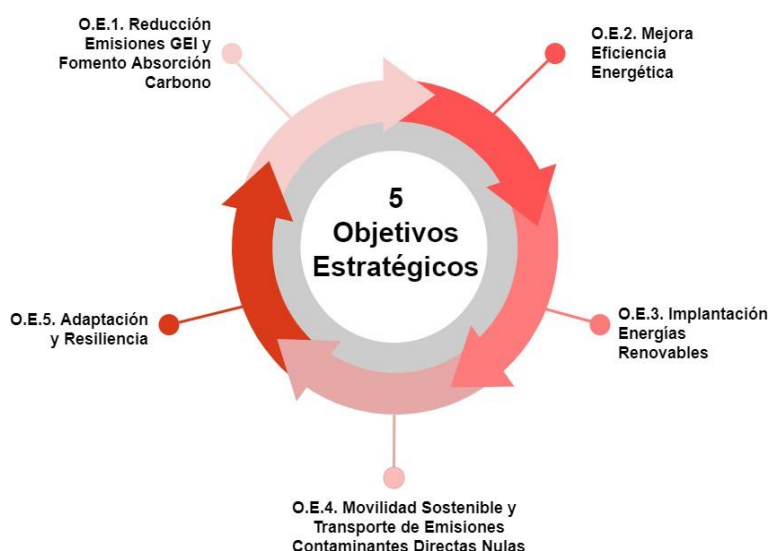 O.E.1. Reducción
Emisiones GEI y
Fomento Absorción
Carbono
O.E.2. Mejora
Eficiencia
Energética
5
Objetivos
Estratégicos
O.E.3. Implantación
Energías
Renovables
O.E.5. Adaptación
y Resiliencia
O.E.4. Movilidad Sostenible y
Transporte de Emisiones
Contaminantes Directas Nulas